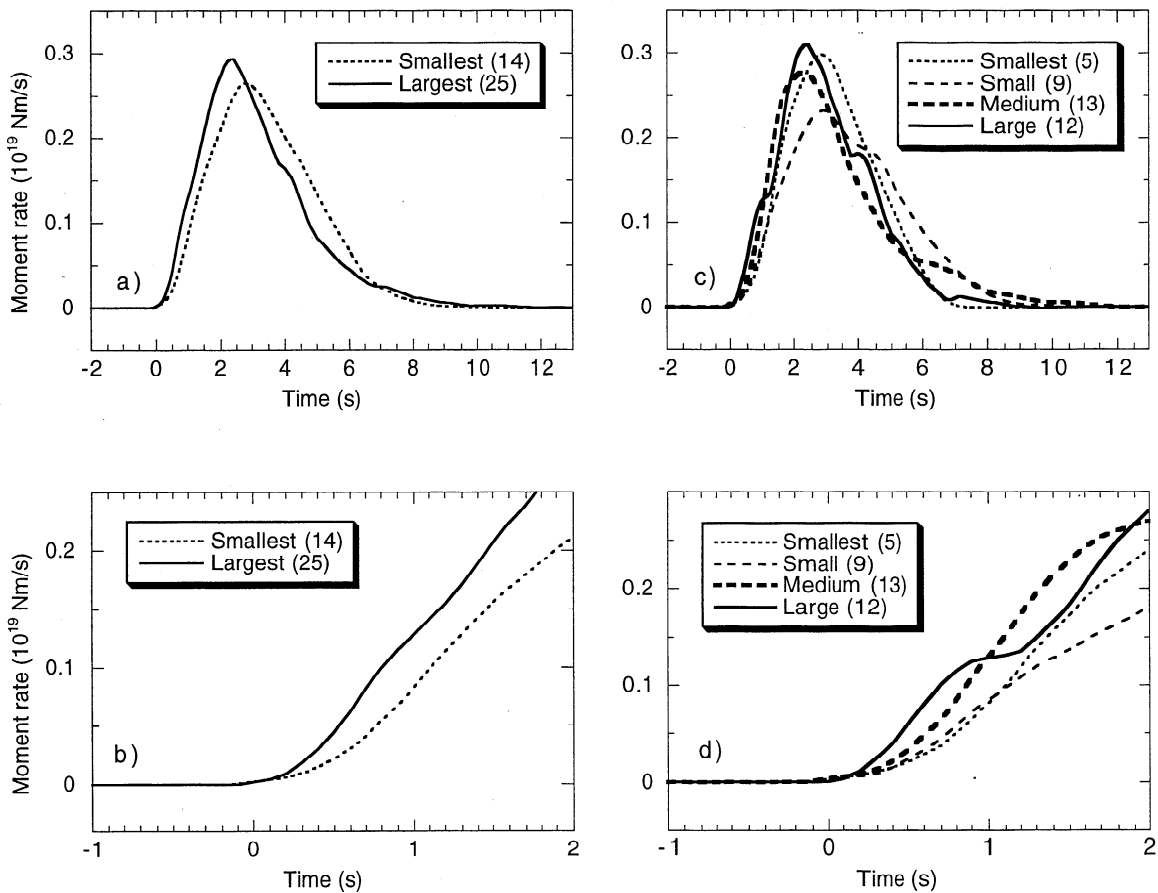 0.3
0.2
0.1
0
Moment rate (10¹⁹ Nm/s)
Smallest (14)
Largest (25)
a)
-2 0 2 4 6 8 10 12
Time (s)
0.3
0.2
0.1
0
Smallest (5)
Small (9)
Medium (13)
Large (12)
c)
-2 0 2 4 6 8 10 12
Time (s)
0.2
0.1
0
Moment rate (10¹⁹ Nm/s)
Smallest (14)
Largest (25)
b)
-1 0 1 2
Time (s)
0.2
0.1
0
Smallest (5)
Small (9)
Medium (13)
Large (12)
d)
-1 0 1 2
Time (s)